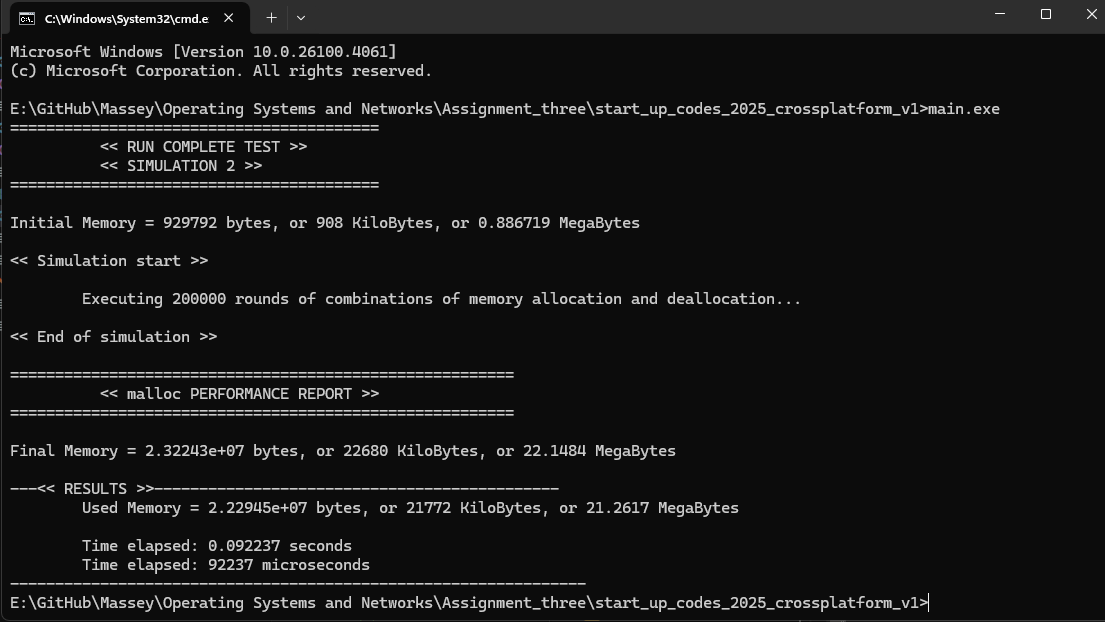 C:\Windows\System32\cmd.e
Microsoft Windows [Version 10.0.26100.4061]
(c) Microsoft Corporation. All rights reserved.
E:\GitHub\Massey\Operating Systems and Networks\Assignment_three\start_up_codes_2025_crossplatform_v1>main.exe
=========================================
<< RUN COMPLETE TEST >>
<< SIMULATION 2 >>
=========================================
Initial Memory = 929792 bytes, or 908 KiloBytes, or 0.886719 MegaBytes
<< Simulation start >>
Executing 200000 rounds of combinations of memory allocation and deallocation...
<< End of simulation >>
========================================================
<< malloc PERFORMANCE REPORT >>
========================================================
Final Memory = 2.32243e+07 bytes, or 22680 KiloBytes, or 22.1484 MegaBytes
---<< RESULTS >>---------------------------------------------
Used Memory = 2.22945e+07 bytes, or 21772 KiloBytes, or 21.2617 MegaBytes
Time elapsed: 0.092237 seconds
Time elapsed: 92237 microseconds
----------------------------------------------------------------
E:\GitHub\Massey\Operating Systems and Networks\Assignment_three\start_up_codes_2025_crossplatform_v1>